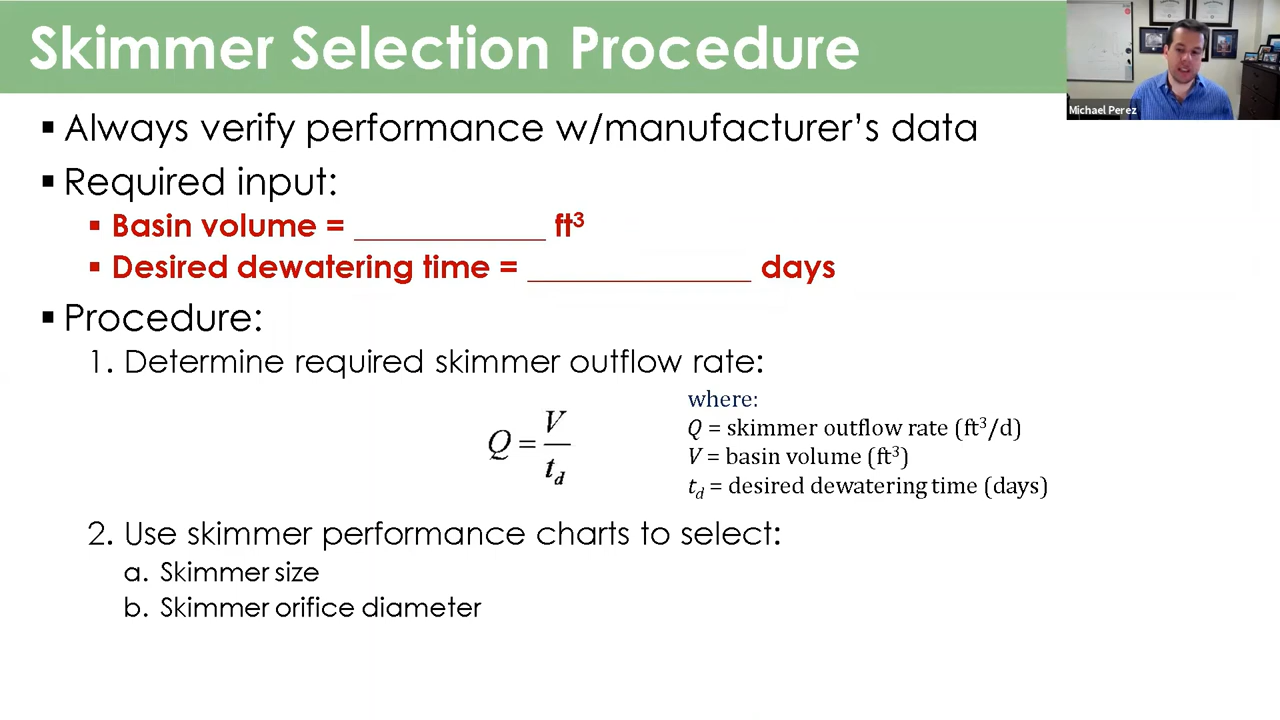 Skimmer Selection Procedure
Michael Perez
▪ Always verify performance w/manufacturer’s data
▪ Required input:
▪ Basin volume = ____________ ft³
▪ Desired dewatering time = ______________ days
▪ Procedure:
1. Determine required skimmer outflow rate:
Q = V / t_d
where:
Q = skimmer outflow rate (ft³/d)
V = basin volume (ft³)
t_d = desired dewatering time (days)
2. Use skimmer performance charts to select:
a. Skimmer size
b. Skimmer orifice diameter